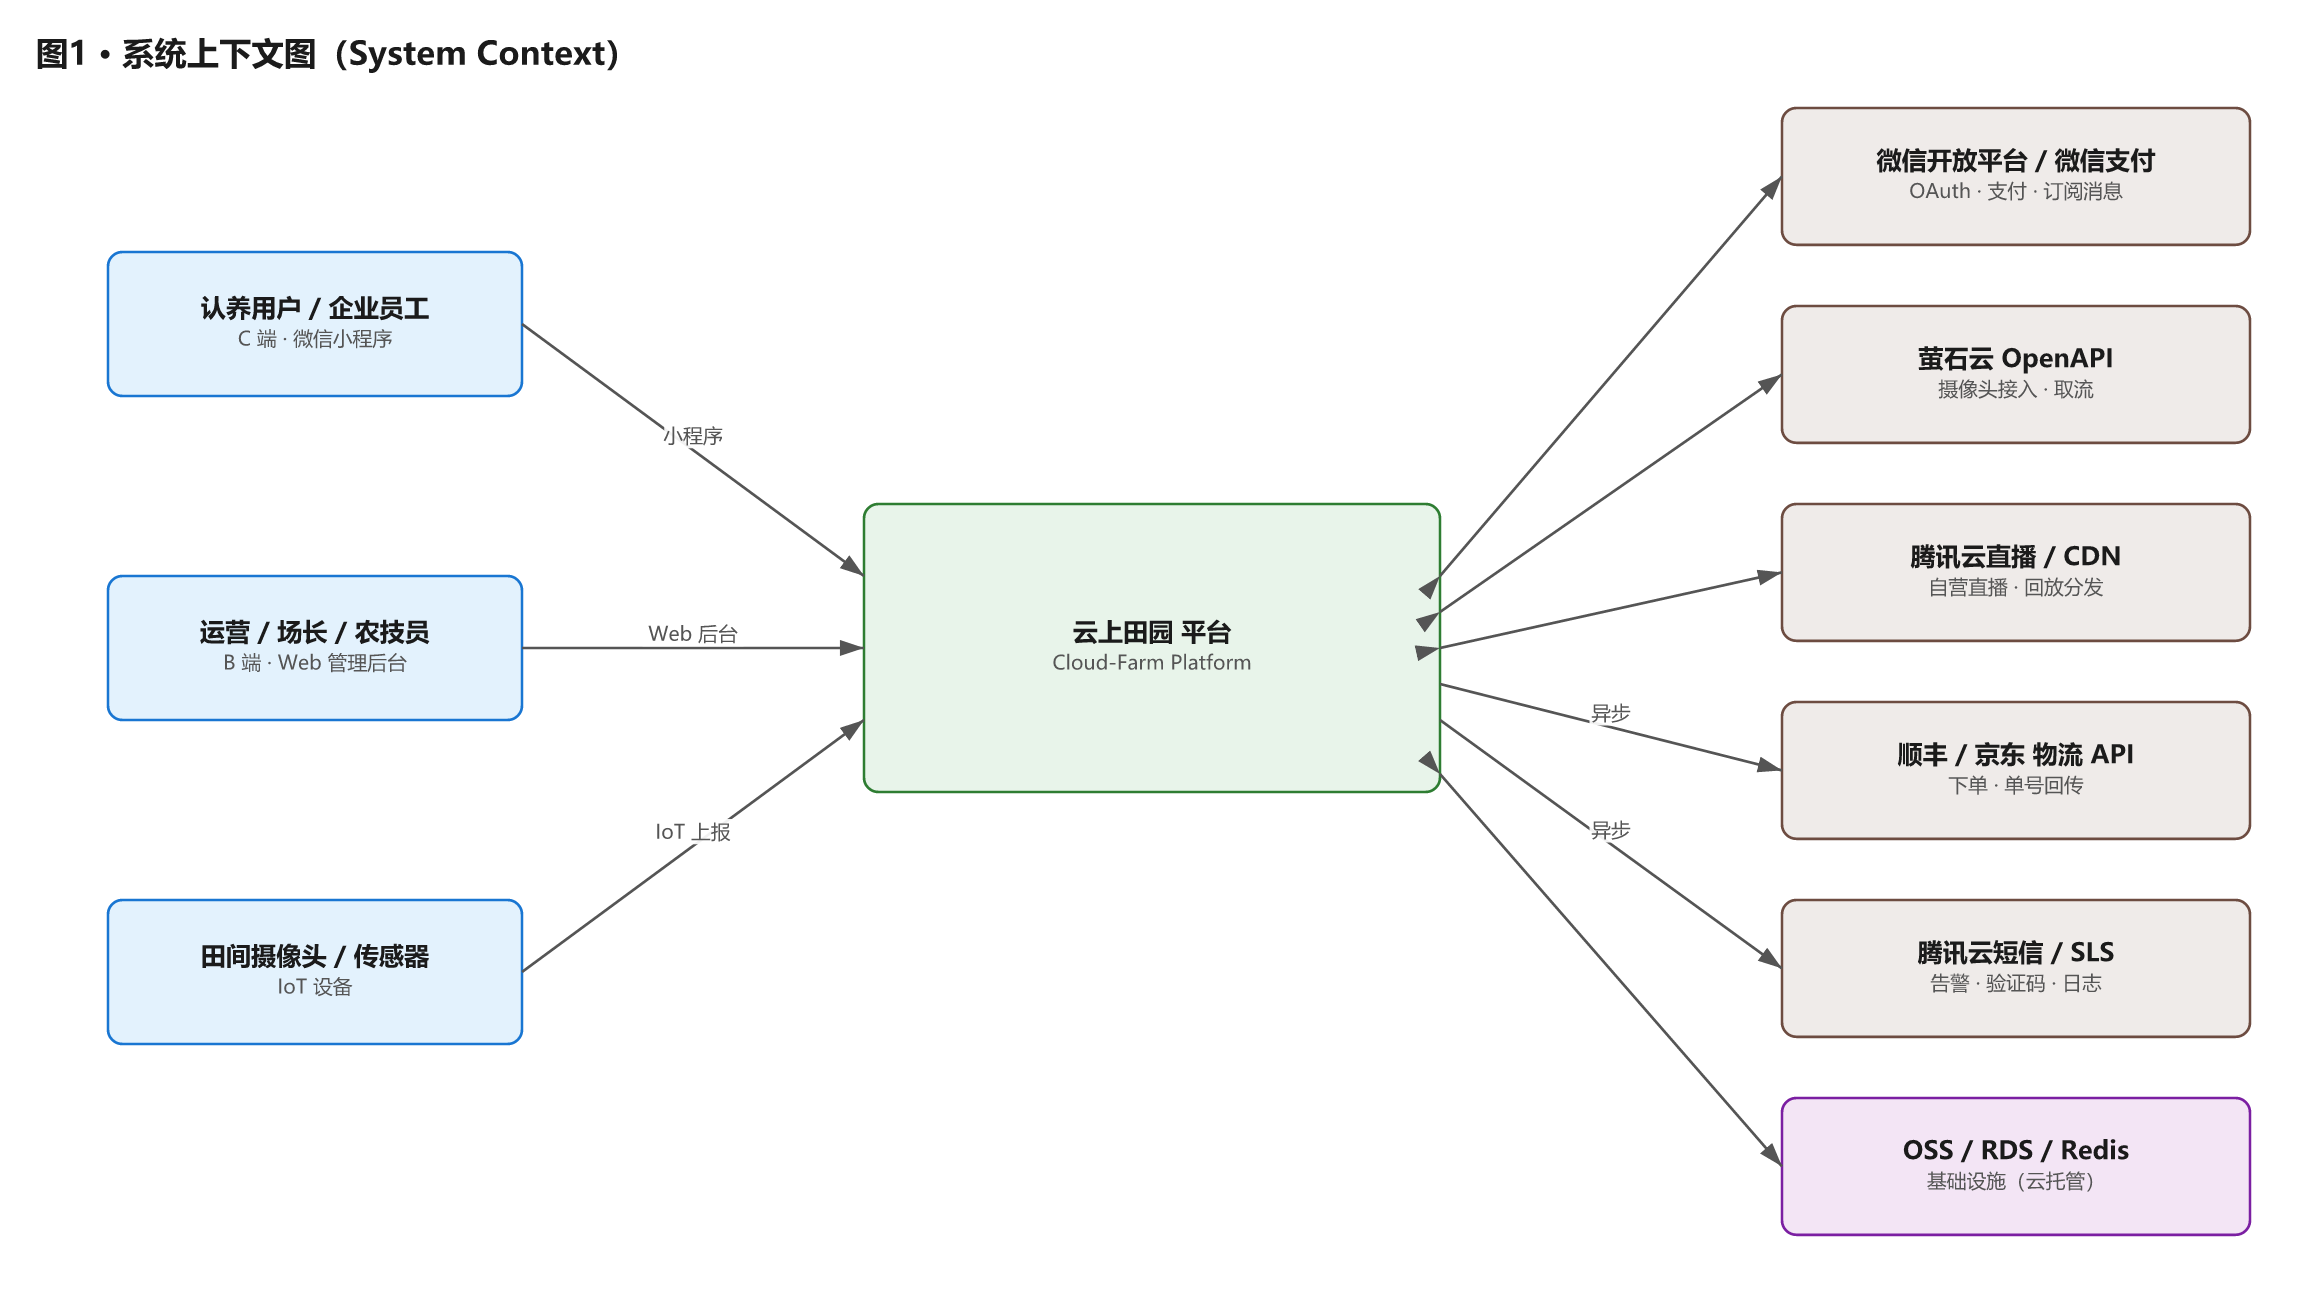 图1 · 系统上下文图（System Context）
认养用户 / 企业员工
C 端 · 微信小程序
小程序
运营 / 场长 / 农技员
B 端 · Web 管理后台
Web 后台
田间摄像头 / 传感器
IoT 设备
IoT 上报
云上田园 平台
Cloud-Farm Platform
异步
异步
微信开放平台 / 微信支付
OAuth · 支付 · 订阅消息
萤石云 OpenAPI
摄像头接入 · 取流
腾讯云直播 / CDN
自营直播 · 回放分发
顺丰 / 京东 物流 API
下单 · 单号回传
腾讯云短信 / SLS
告警 · 验证码 · 日志
OSS / RDS / Redis
基础设施（云托管）